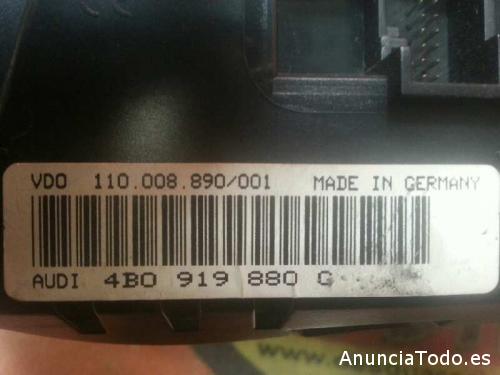 VDO 110.008.890/001 MADE IN GERMANY
AUDI 4B0 919 880 C
AnunciaTodo.es